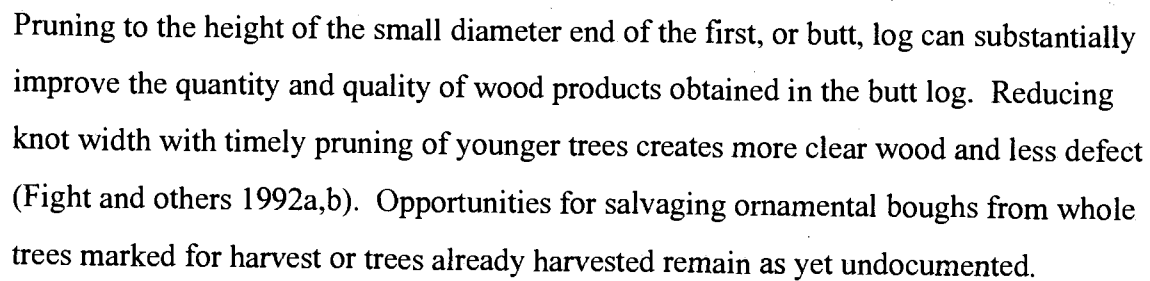 Pruning to the height of the small diameter end of the first, or butt, log can substantially
improve the quantity and quality of wood products obtained in the butt log.  Reducing
knot width with timely pruning of younger trees creates more clear wood and less defect
(Fight and others 1992a,b).  Opportunities for salvaging ornamental boughs from whole
trees marked for harvest or trees already harvested remain as yet undocumented.